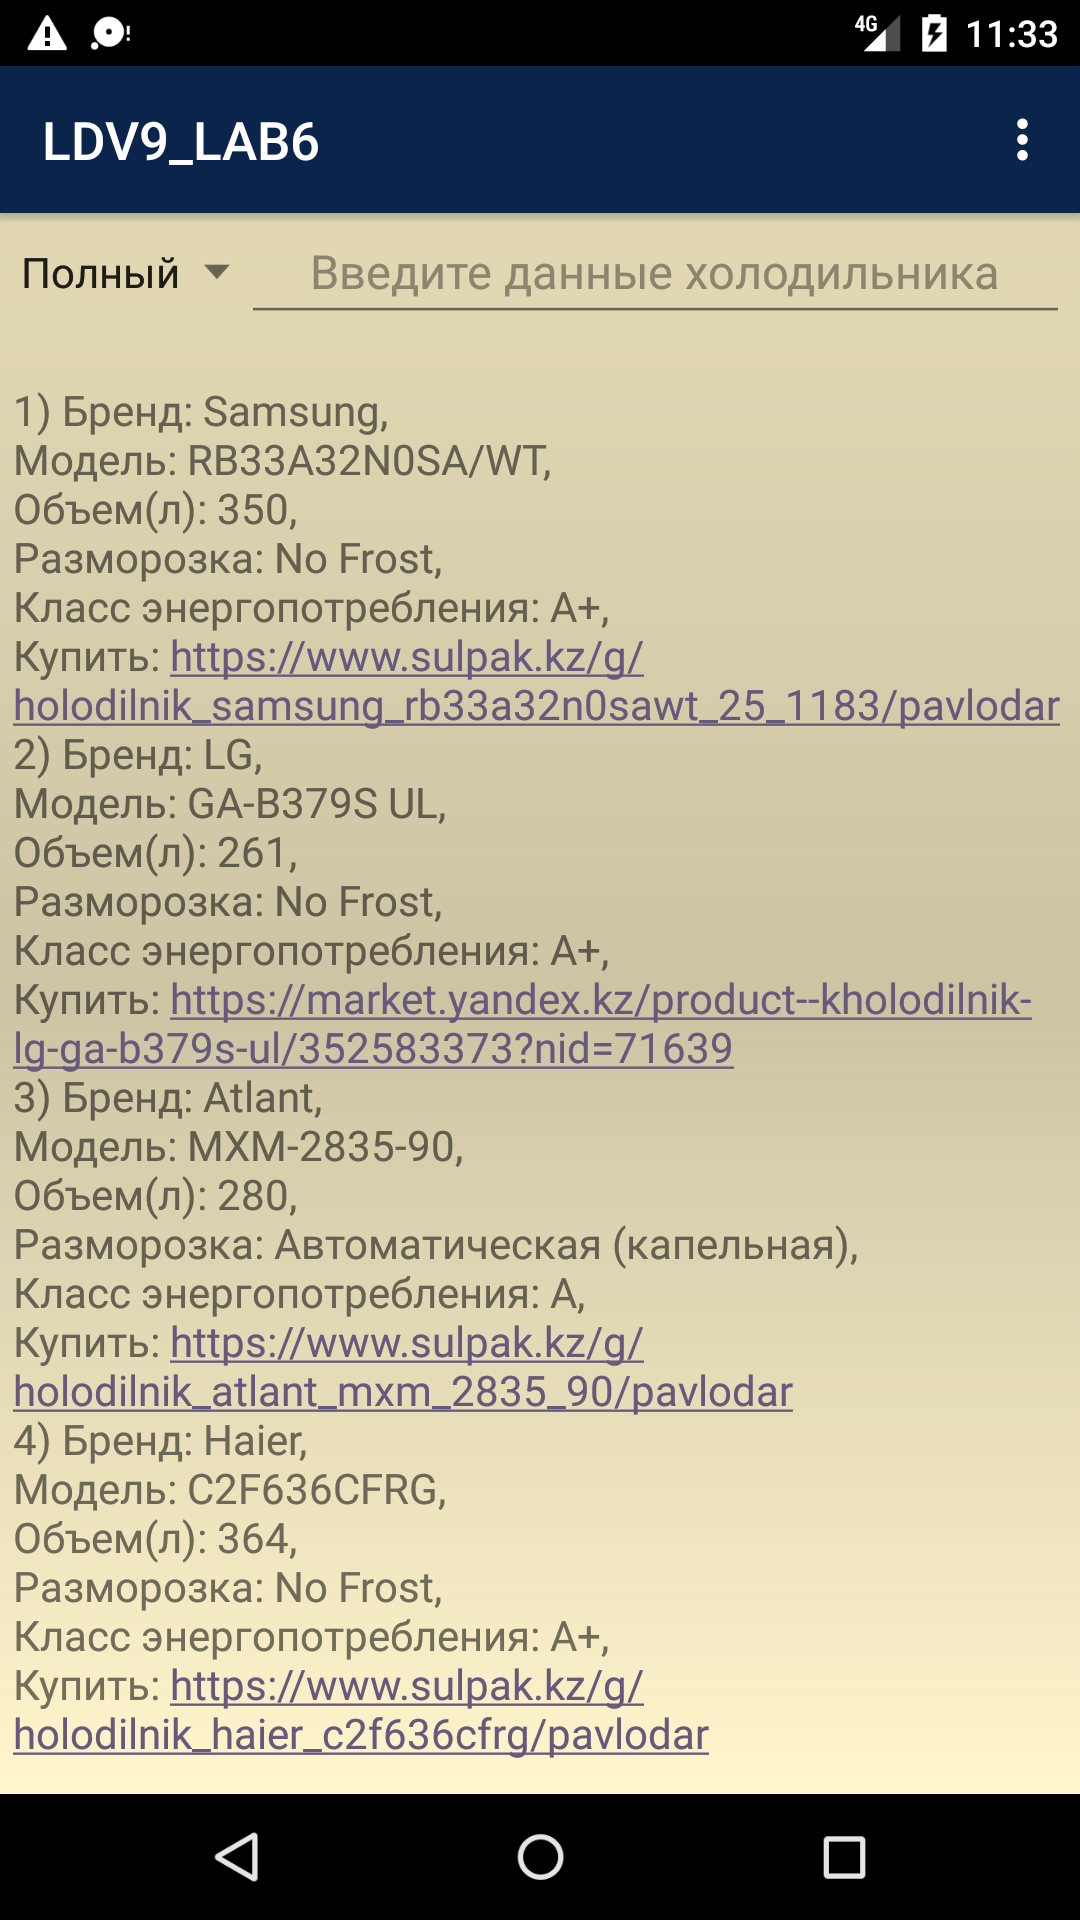 4G 11:33
LDV9_LAB6
Полный Введите данные холодильника
1) Бренд: Samsung,
Модель: RB33A32N0SA/WT,
Объем(л): 350,
Разморозка: No Frost,
Класс энергопотребления: A+,
Купить: https://www.sulpak.kz/g/
holodilnik_samsung_rb33a32n0sawt_25_1183/pavlodar
2) Бренд: LG,
Модель: GA-B379S UL,
Объем(л): 261,
Разморозка: No Frost,
Класс энергопотребления: A+,
Купить: https://market.yandex.kz/product--kholodilnik-
lg-ga-b379s-ul/352583373?nid=71639
3) Бренд: Atlant,
Модель: МХМ-2835-90,
Объем(л): 280,
Разморозка: Автоматическая (капельная),
Класс энергопотребления: A,
Купить: https://www.sulpak.kz/g/
holodilnik_atlant_mxm_2835_90/pavlodar
4) Бренд: Haier,
Модель: C2F636CFRG,
Объем(л): 364,
Разморозка: No Frost,
Класс энергопотребления: A+,
Купить: https://www.sulpak.kz/g/
holodilnik_haier_c2f636cfrg/pavlodar